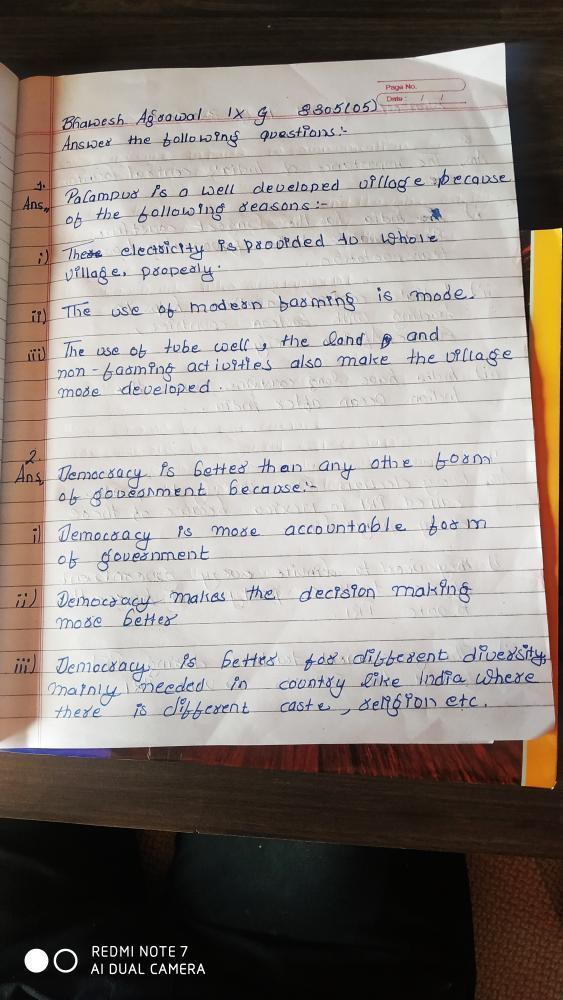 Page No.
Date : / /
Bhawesh Agrawal IX G 8305(05)
Answer the following questions:-
1.
Ans, Palampur is a well developed village because
of the following reasons:-
i) There electricity is provided to whole
village, properly.
ii) The use of modern farming is mode.
iii) The use of tube well, the land and
non-farming activities also make the village
more developed.
2
Ans, Democracy is better than any othe form
of government because:-
i) Democracy is more accountable form
of government
ii) Democracy makes the decision making
more better
iii) Democracy is better for different diversity
mainly needed in country like India where
there is different caste, religion etc.
REDMI NOTE 7
AI DUAL CAMERA